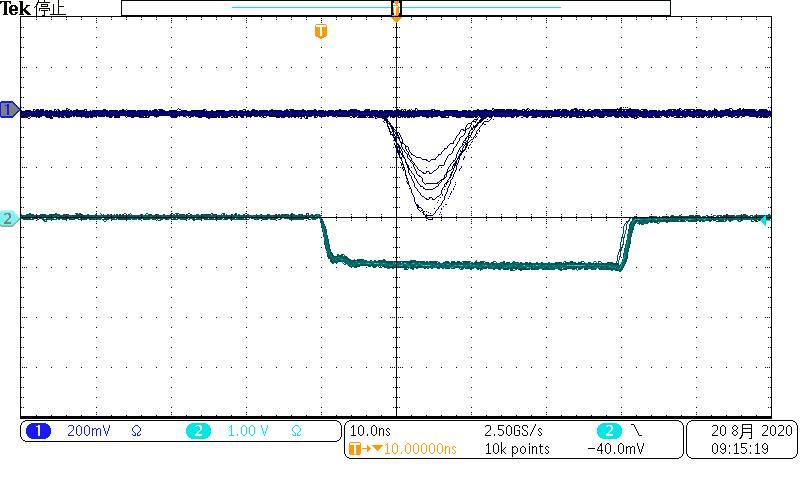 Tek 停止
T
T
1
2
1 200mV Ω 2 1.00 V Ω
10.0ns 2.50GS/s 2
T→▼10.00000ns 10k points -40.0mV
20 8月 2020
09:15:19